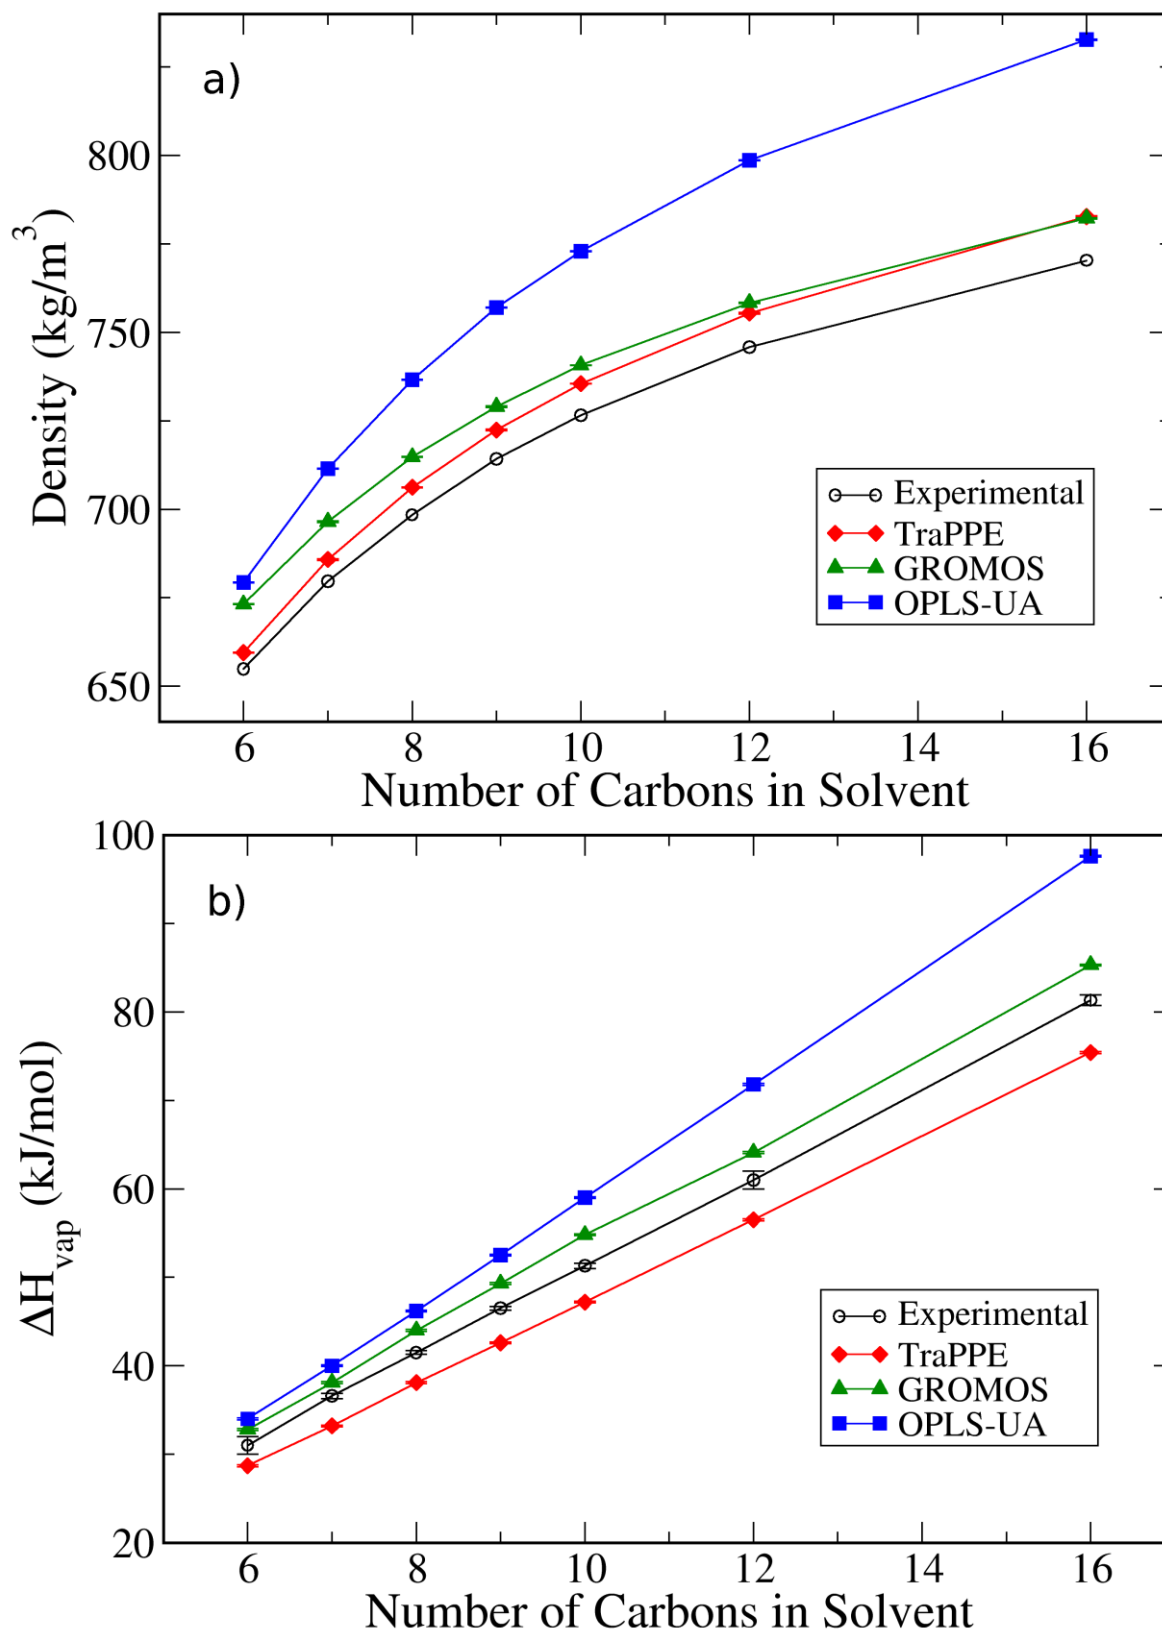 a)
800
750
700
650
Density (kg/m³)
Experimental
TraPPE
GROMOS
OPLS-UA
6 8 10 12 14 16
Number of Carbons in Solvent
100
b)
80
60
40
20
ΔHvap (kJ/mol)
Experimental
TraPPE
GROMOS
OPLS-UA
6 8 10 12 14 16
Number of Carbons in Solvent